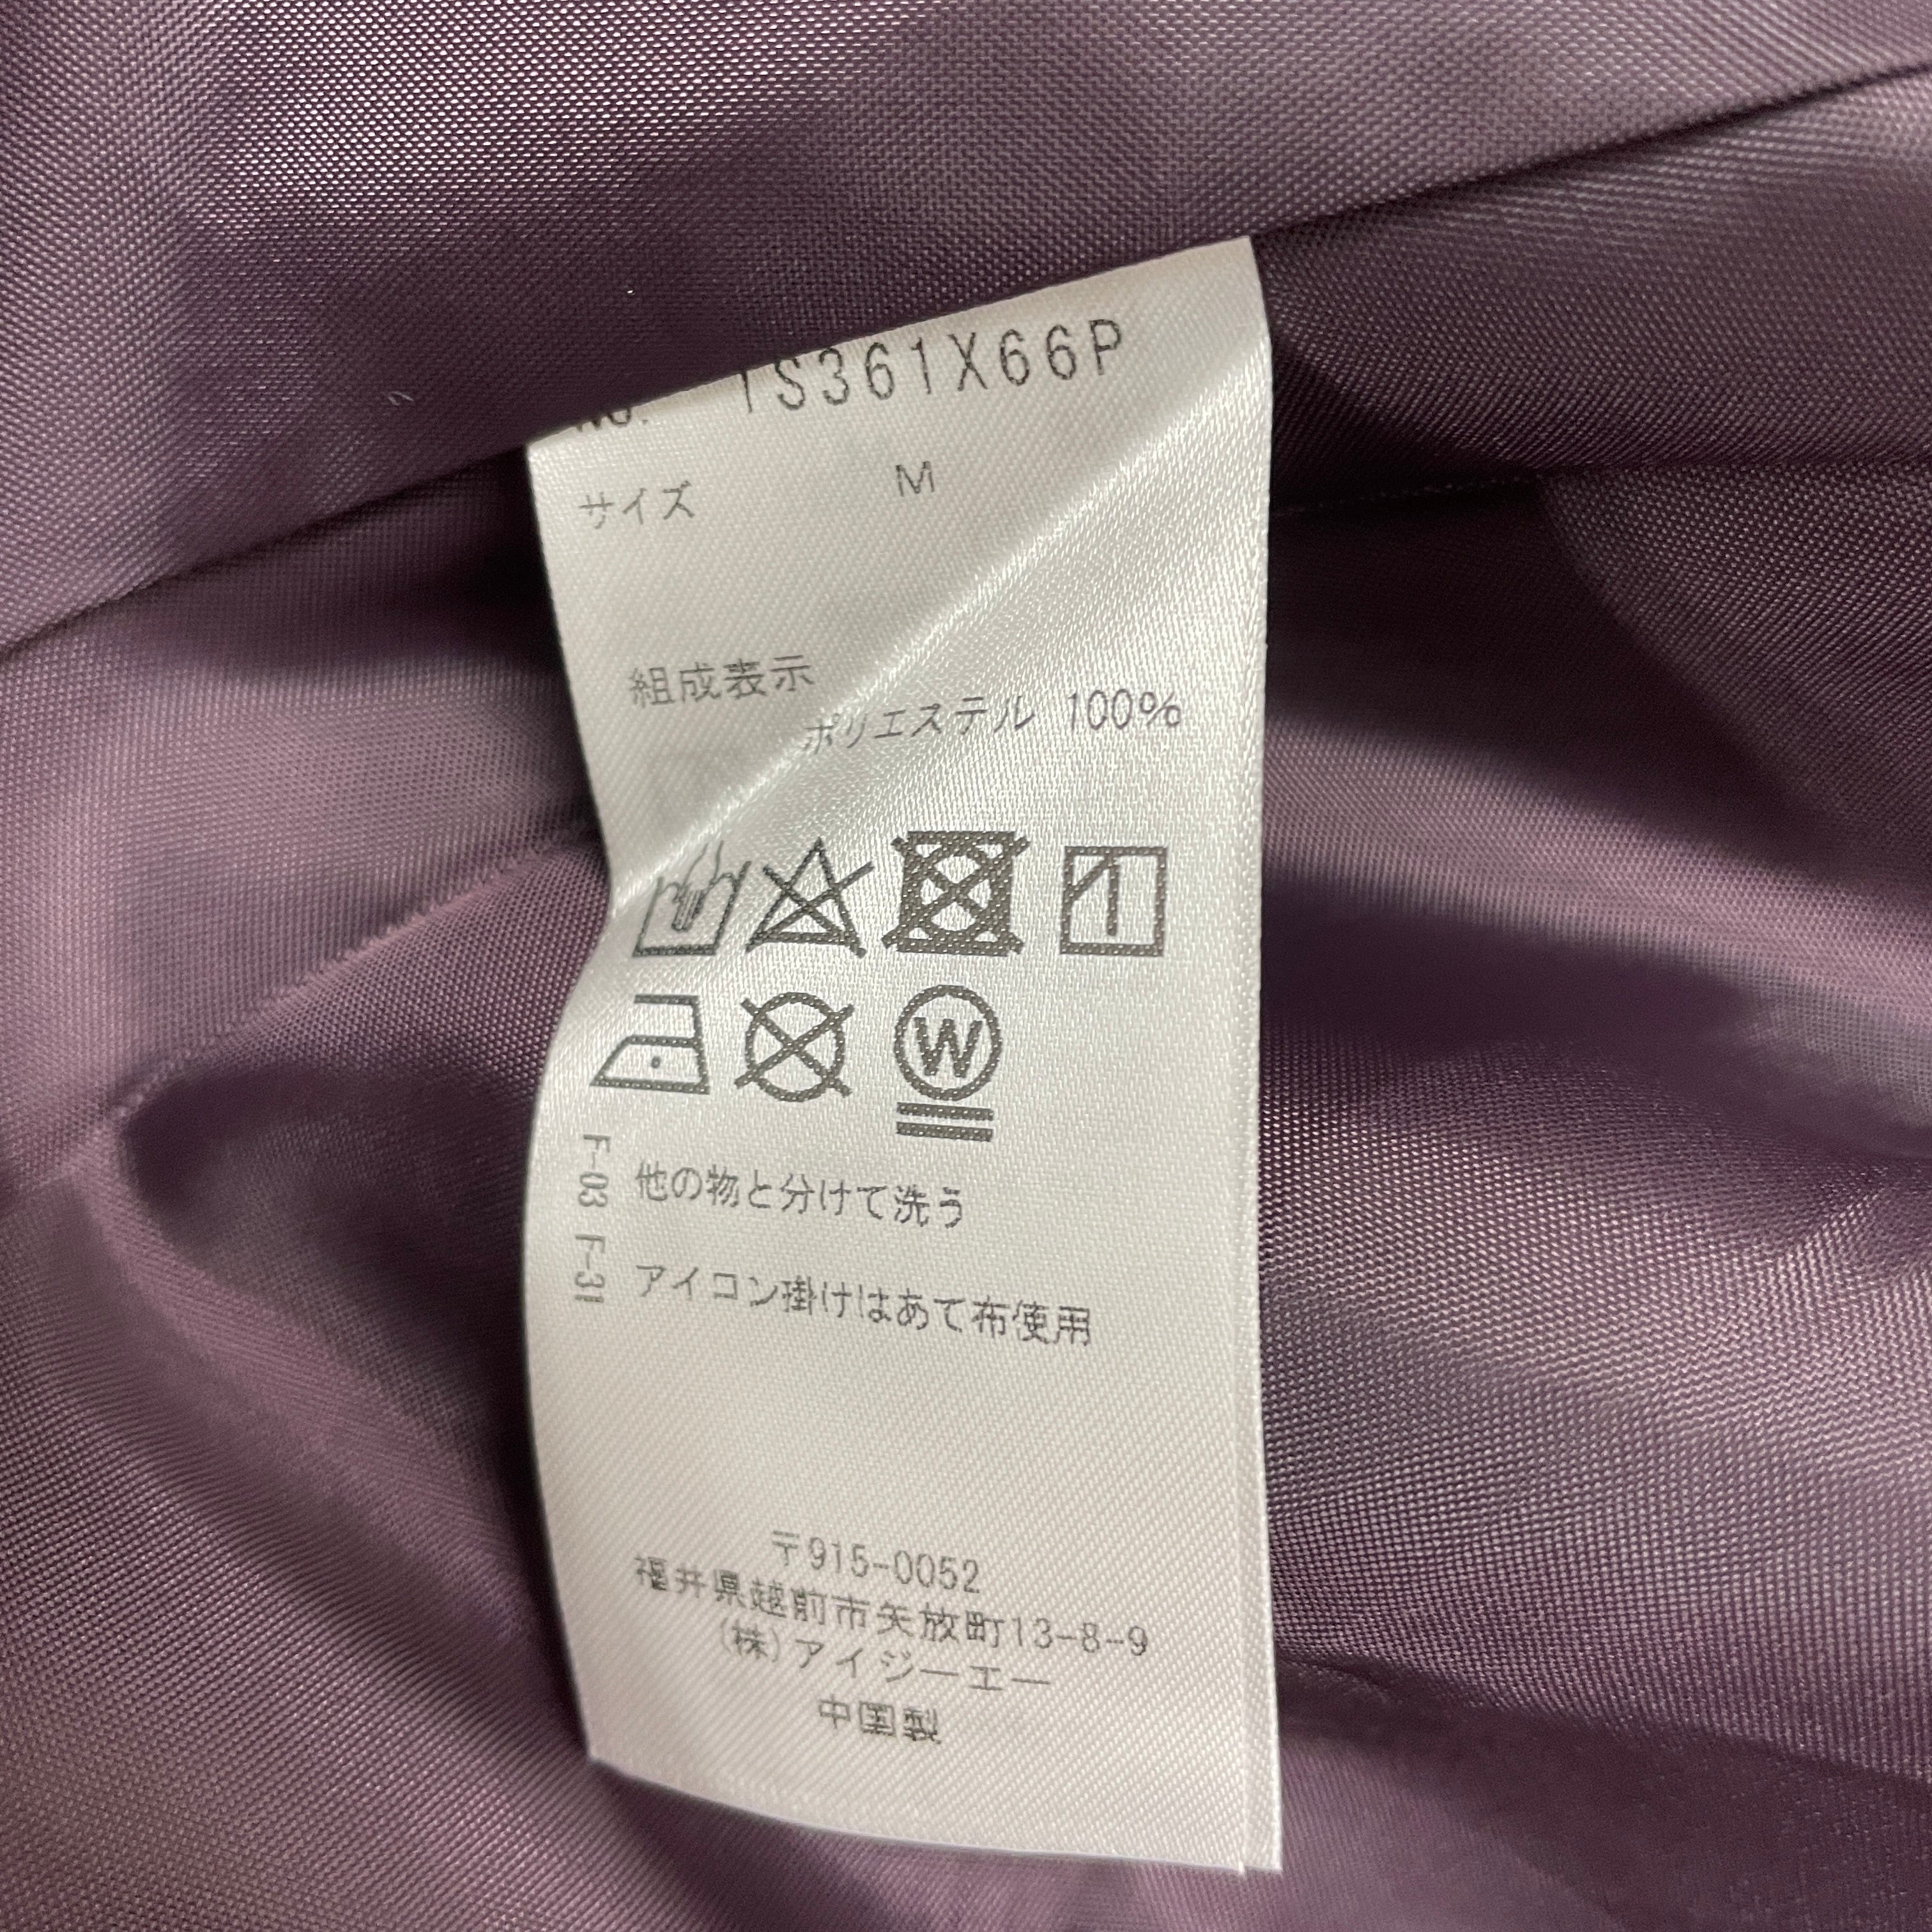 No. TS361X66P
サイズ M
組成表示
ポリエステル 100%
W
F-03 F-31
他の物と分けて洗う
アイコン掛けはあて布使用
〒915-0052
福井県越前市矢放町13-8-9
(株)アイジーエー
中国製